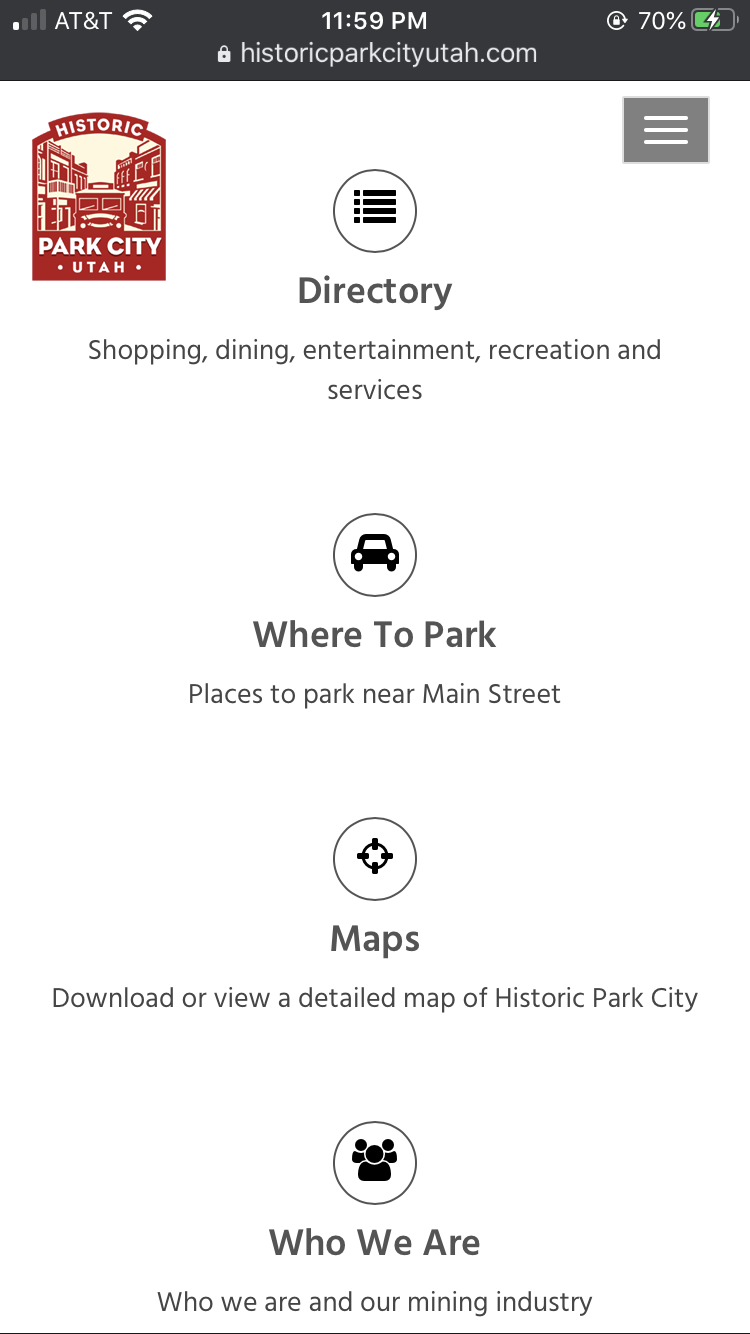 AT&T 11:59 PM 70%
historicparkcityutah.com
HISTORIC
PARK CITY
• UTAH •
Directory
Shopping, dining, entertainment, recreation and
services
Where To Park
Places to park near Main Street
Maps
Download or view a detailed map of Historic Park City
Who We Are
Who we are and our mining industry